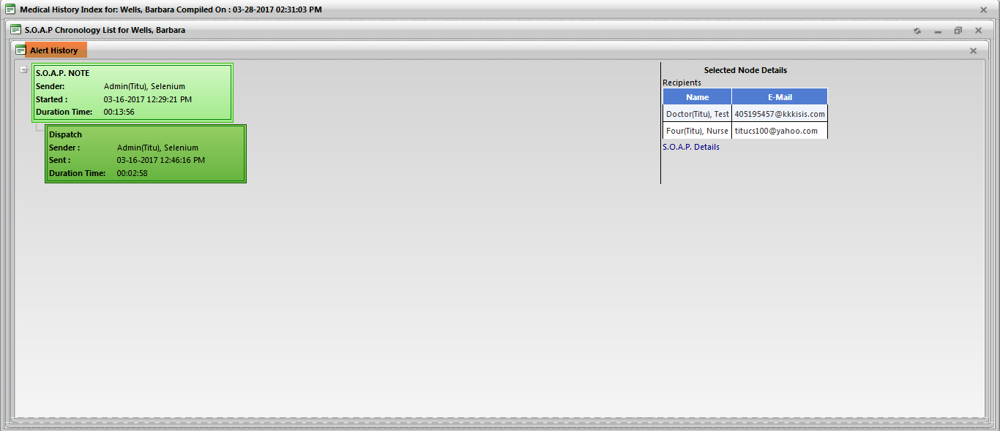 Medical History Index for: Wells, Barbara Compiled On : 03-28-2017 02:31:03 PM
S.O.A.P Chronology List for Wells, Barbara
Alert History
S.O.A.P. NOTE
Sender: Admin(Titu), Selenium
Started : 03-16-2017 12:29:21 PM
Duration Time: 00:13:56
Dispatch
Sender : Admin(Titu), Selenium
Sent : 03-16-2017 12:46:16 PM
Duration Time: 00:02:58
Selected Node Details
Recipients
Name E-Mail
Doctor(Titu), Test 405195457@kkkisis.com
Four(Titu), Nurse titucs100@yahoo.com
S.O.A.P. Details